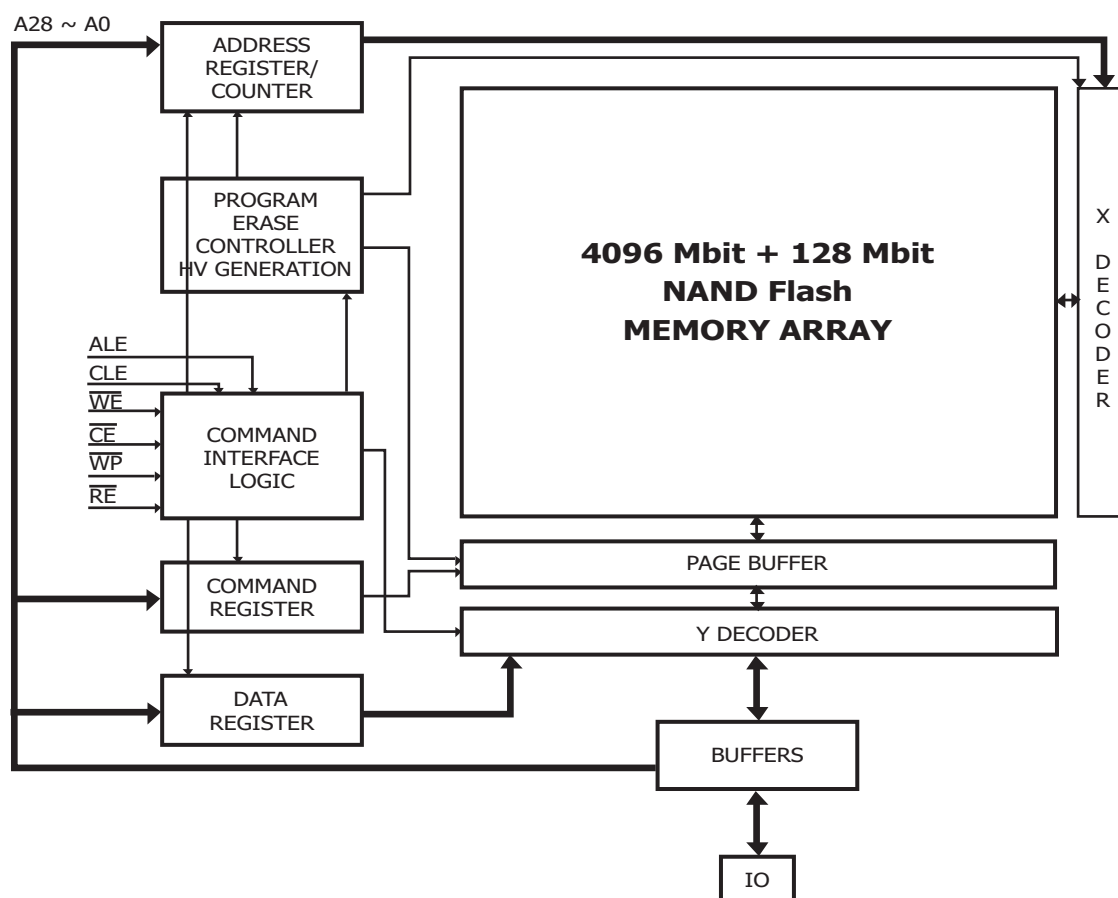 A28 ~ A0
ADDRESS
REGISTER/
COUNTER
PROGRAM
ERASE
CONTROLLER
HV GENERATION
4096 Mbit + 128 Mbit
NAND Flash
MEMORY ARRAY
X
D
E
C
O
D
E
R
ALE
CLE
WE
CE
WP
RE
COMMAND
INTERFACE
LOGIC
PAGE BUFFER
COMMAND
REGISTER
Y DECODER
DATA
REGISTER
BUFFERS
IO